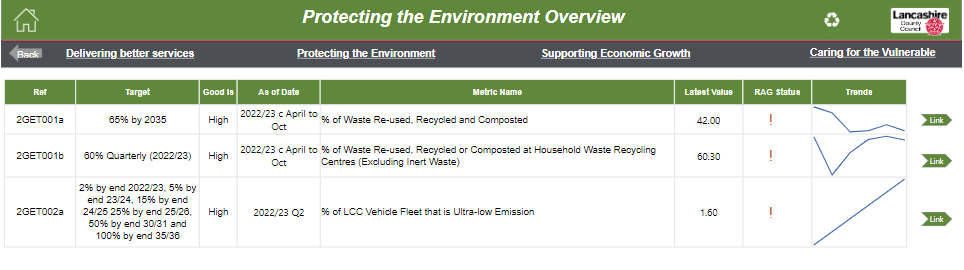 Protecting the Environment Overview
Lancashire
County
Council
Back
Delivering better services
Protecting the Environment
Supporting Economic Growth
Caring for the Vulnerable
Ref Target Good Is As of Date Metric Name Latest Value RAG Status Trends
2GET001a
65% by 2035
High
2022/23 c April to
Oct
% of Waste Re-used, Recycled and Composted
42.00
!
Link
2GET001b
60% Quarterly (2022/23)
High
2022/23 c April to
Oct
% of Waste Re-used, Recycled or Composted at Household Waste Recycling
Centres (Excluding Inert Waste)
60.30
!
Link
2GET002a
2% by end 2022/23, 5% by
end 23/24, 15% by end
24/25 25% by end 25/26,
50% by end 30/31 and
100% by end 35/36
High
2022/23 Q2
% of LCC Vehicle Fleet that is Ultra-low Emission
1.60
!
Link